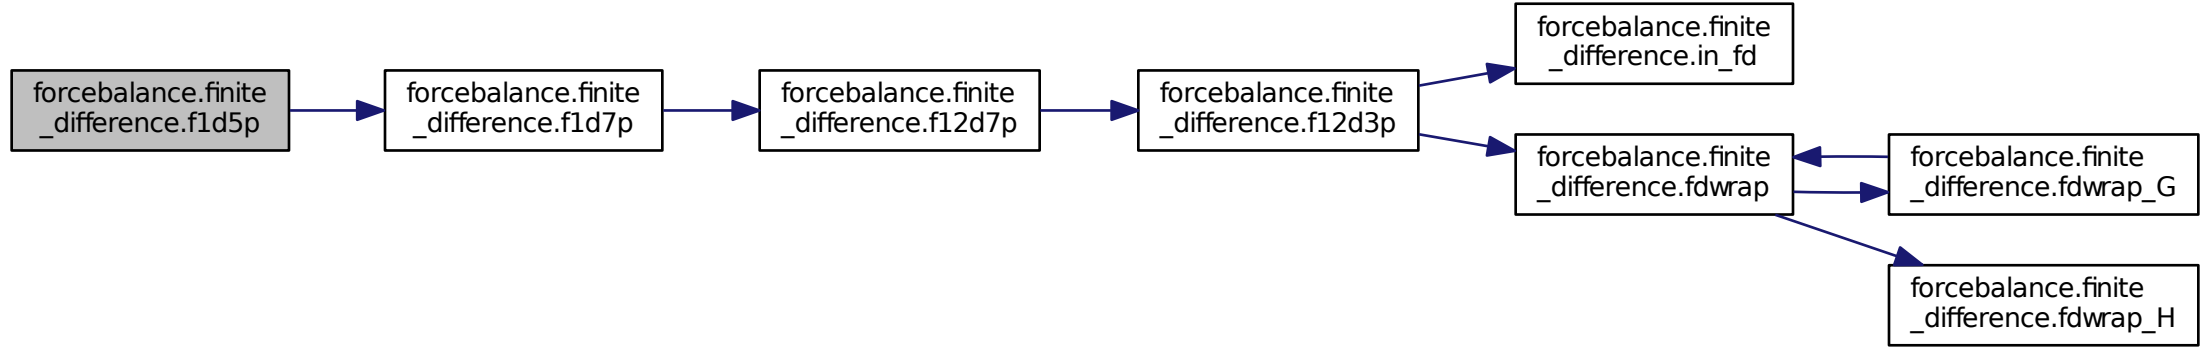 forcebalance.finite
_difference.f1d5p
forcebalance.finite
_difference.f1d7p
forcebalance.finite
_difference.f12d7p
forcebalance.finite
_difference.f12d3p
forcebalance.finite
_difference.in_fd
forcebalance.finite
_difference.fdwrap
forcebalance.finite
_difference.fdwrap_G
forcebalance.finite
_difference.fdwrap_H